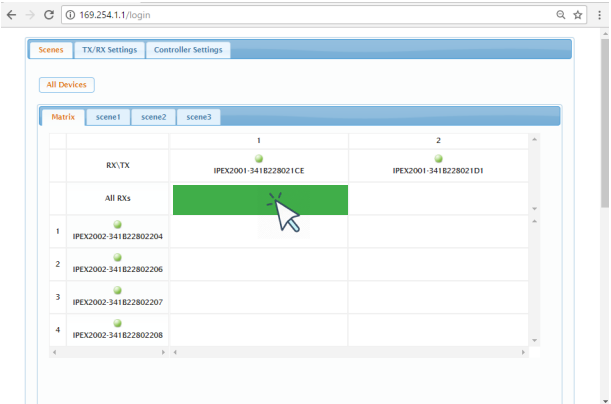 169.254.1.1/login
Scenes TX/RX Settings Controller Settings
All Devices
Matrix scene1 scene2 scene3
1 2
RX\TX IPEX2001-341B228021CE IPEX2001-341B228021D1
All RXs
1 IPEX2002-341B22802204
2 IPEX2002-341B22802206
3 IPEX2002-341B22802207
4 IPEX2002-341B22802208